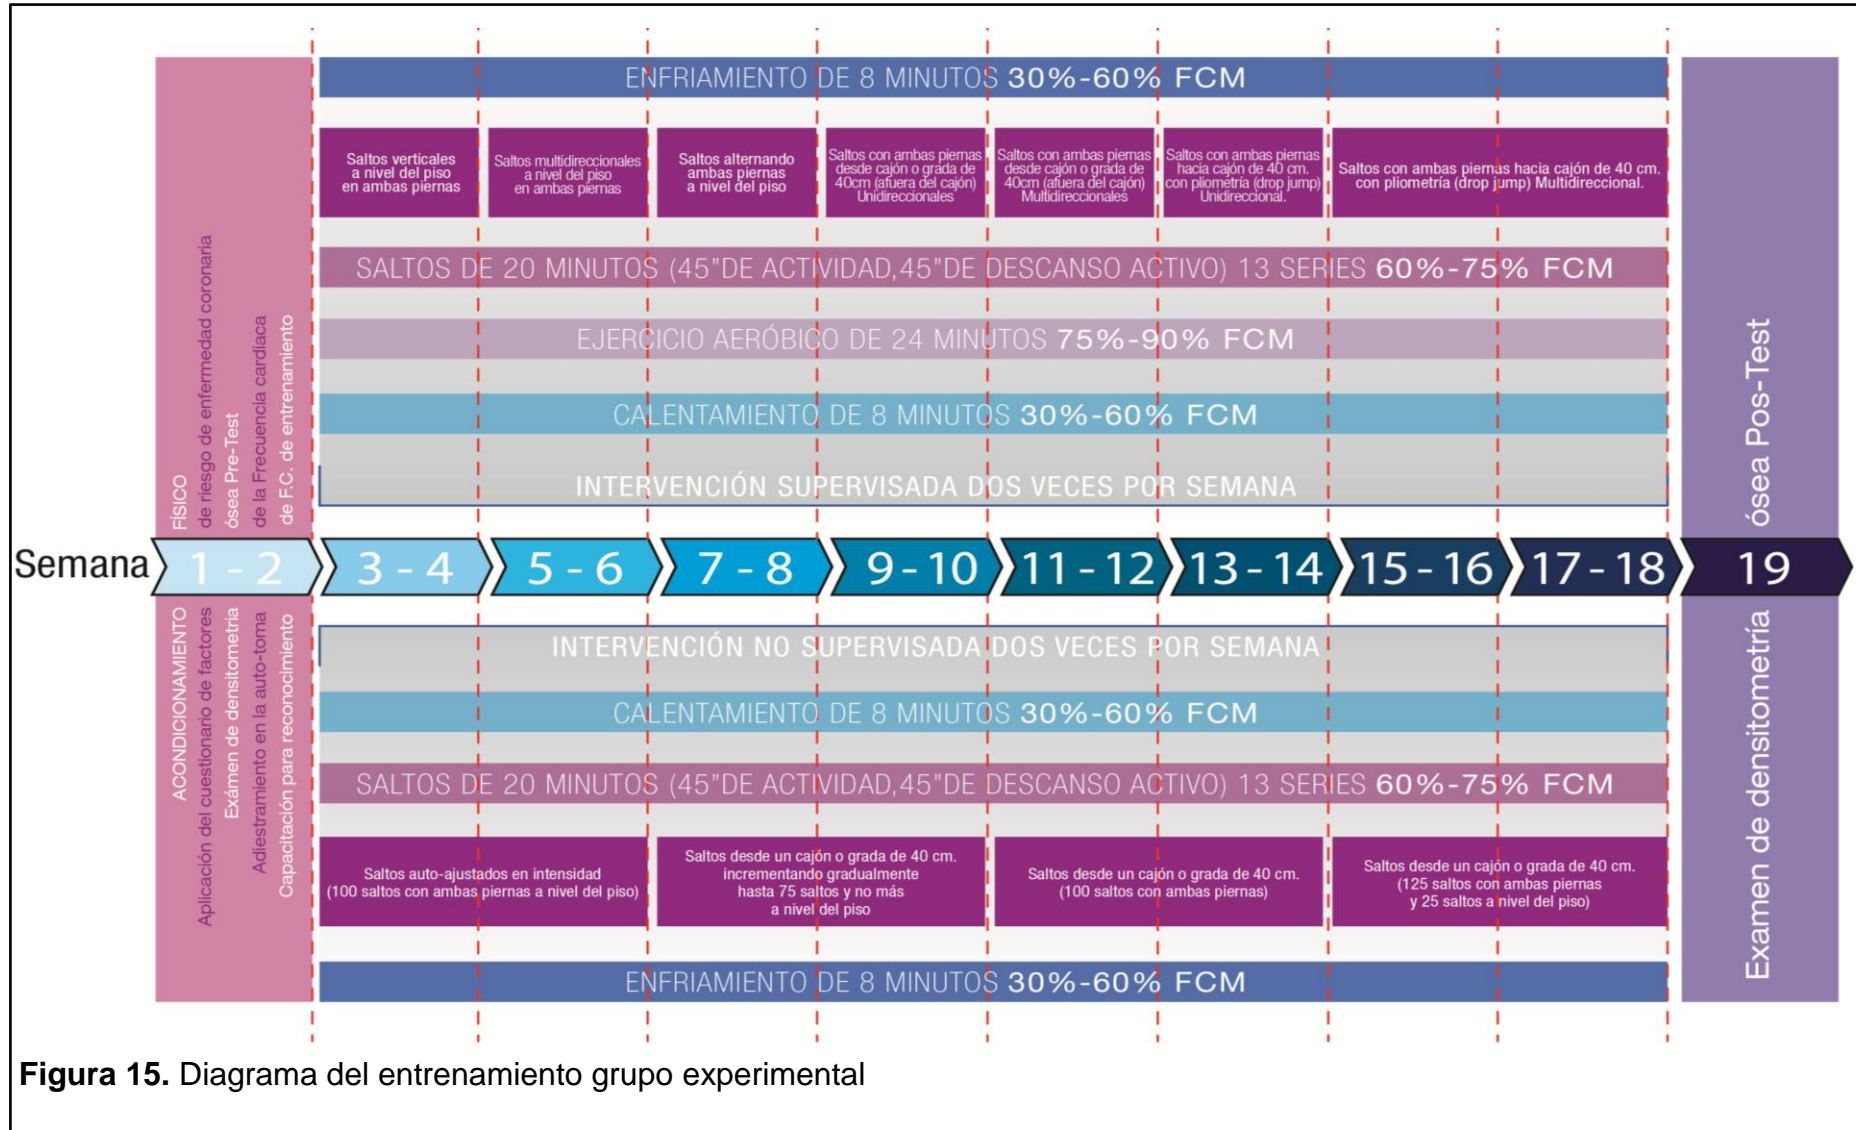 ENFRIAMIENTO DE 8 MINUTOS 30%-60% FCM
Saltos verticales
a nivel del piso
en ambas piernas
Saltos multidireccionales
a nivel del piso
en ambas piernas
Saltos alternando
ambas piernas
a nivel del piso
Saltos con ambas piernas
desde cajón o grada de
40cm (afuera del cajón)
Unidireccionales
Saltos con ambas piernas
desde cajón o grada de
40cm (afuera del cajón)
Multidireccionales
Saltos con ambas piernas
hacia cajón de 40 cm.
con pliometría (drop jump)
Unidireccional.
Saltos con ambas piernas hacia cajón de 40 cm.
con pliometría (drop jump) Multidireccional.
SALTOS DE 20 MINUTOS (45"DE ACTIVIDAD,45"DE DESCANSO ACTIVO) 13 SERIES 60%-75% FCM
EJERCICIO AERÓBICO DE 24 MINUTOS 75%-90% FCM
CALENTAMIENTO DE 8 MINUTOS 30%-60% FCM
INTERVENCIÓN SUPERVISADA DOS VECES POR SEMANA
Semana 1 - 2 3 - 4 5 - 6 7 - 8 9 - 10 11 - 12 13 - 14 15 - 16 17 - 18 19
ACONDICIONAMIENTO FÍSICO
Aplicación del cuestionario de factores de riesgo de enfermedad coronaria
Exámen de densitometria ósea Pre-Test
Adiestramiento en la auto-toma de la Frecuencia cardiaca
Capacitación para reconocimiento de F.C. de entrenamiento
INTERVENCIÓN NO SUPERVISADA DOS VECES POR SEMANA
CALENTAMIENTO DE 8 MINUTOS 30%-60% FCM
SALTOS DE 20 MINUTOS (45"DE ACTIVIDAD,45"DE DESCANSO ACTIVO) 13 SERIES 60%-75% FCM
Saltos auto-ajustados en intensidad
(100 saltos con ambas piernas a nivel del piso)
Saltos desde un cajón o grada de 40 cm.
incrementando gradualmente
hasta 75 saltos y no más
a nivel del piso
Saltos desde un cajón o grada de 40 cm.
(100 saltos con ambas piernas)
Saltos desde un cajón o grada de 40 cm.
(125 saltos con ambas piernas
y 25 saltos a nivel del piso)
ENFRIAMIENTO DE 8 MINUTOS 30%-60% FCM
Examen de densitometría ósea Pos-Test
Figura 15. Diagrama del entrenamiento grupo experimental